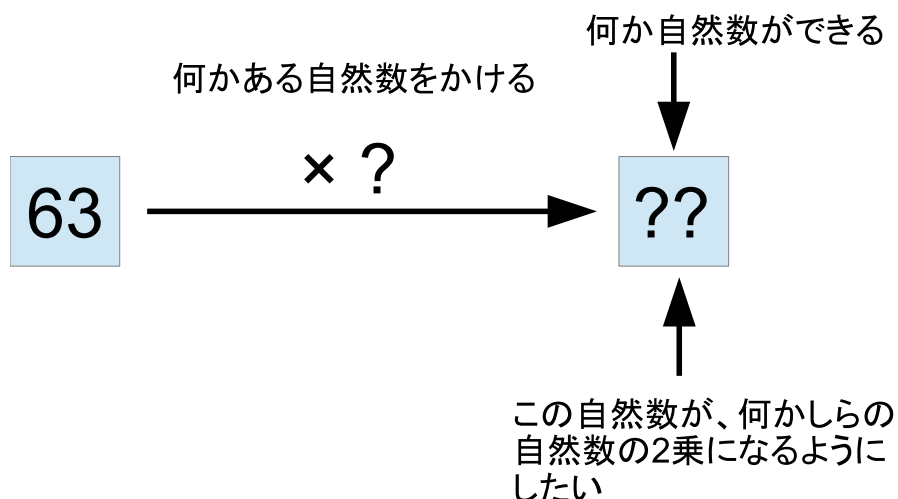 何か自然数ができる
何かある自然数をかける
× ?
63
??
この自然数が、何かしらの
自然数の2乗になるように
したい